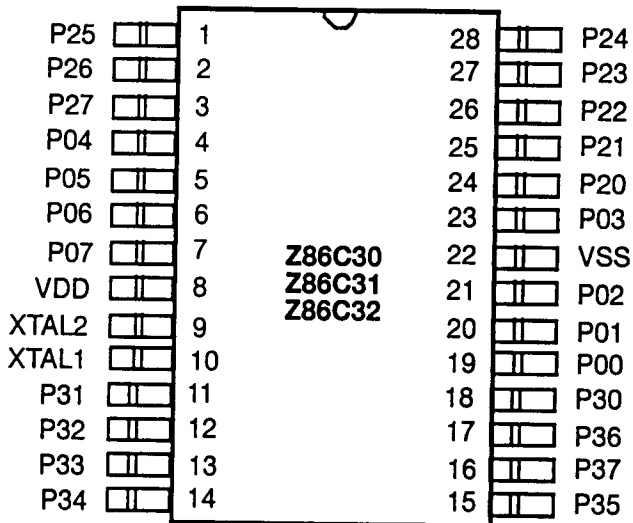 P25 1 28 P24
P26 2 27 P23
P27 3 26 P22
P04 4 25 P21
P05 5 24 P20
P06 6 23 P03
P07 7 22 VSS
Z86C30
VDD 8 21 P02
Z86C31
Z86C32
XTAL2 9 20 P01
XTAL1 10 19 P00
P31 11 18 P30
P32 12 17 P36
P33 13 16 P37
P34 14 15 P35